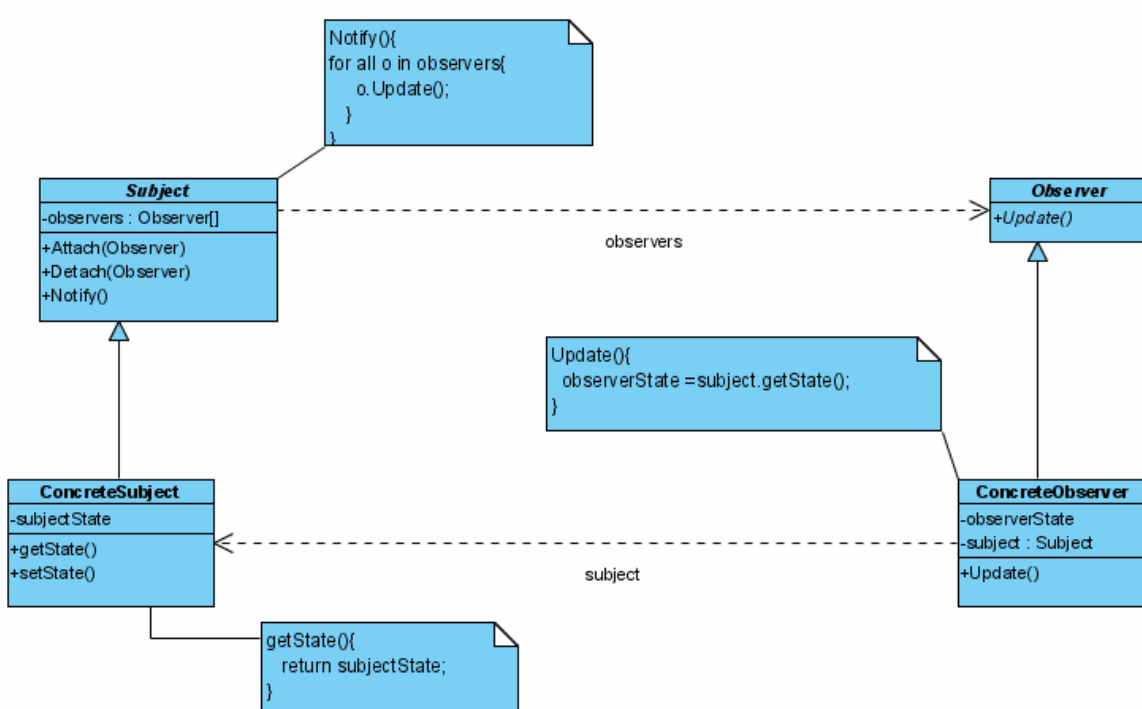 Notify(){
for all o in observers{
o.Update();
}
}
Subject
-observers : Observer[]
+Attach(Observer)
+Detach(Observer)
+Notify()
observers
Observer
+Update()
Update(){
observerState =subject.getState();
}
ConcreteSubject
-subjectState
+getState()
+setState()
subject
ConcreteObserver
-observerState
-subject : Subject
+Update()
getState(){
return subjectState;
}